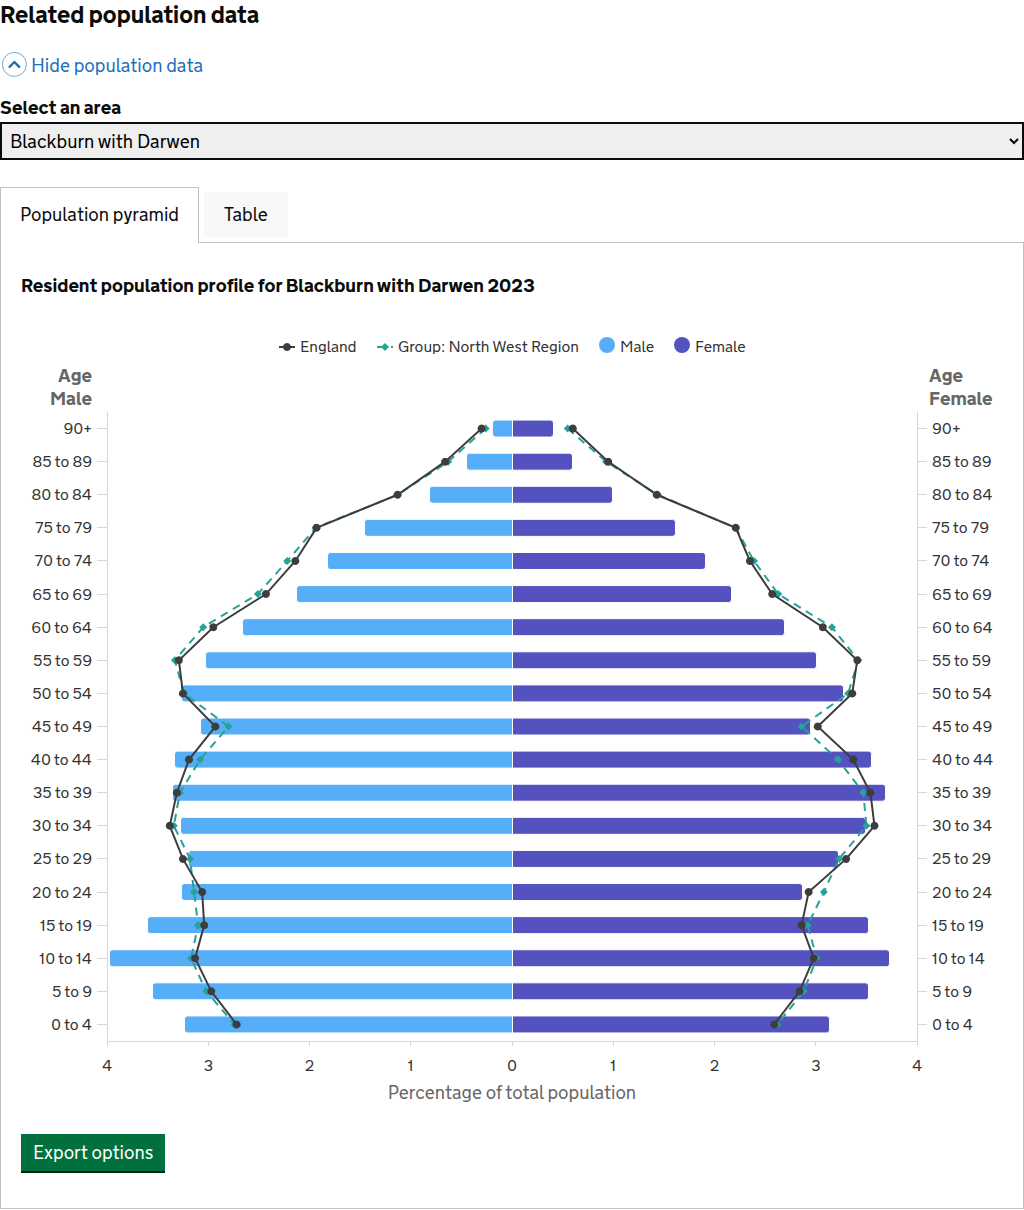 Related population data
Hide population data
Select an area
Blackburn with Darwen
Population pyramid
Table
Resident population profile for Blackburn with Darwen 2023
England
Group: North West Region
Male
Female
Age
Male
Age
Female
90+
90+
85 to 89
85 to 89
80 to 84
80 to 84
75 to 79
75 to 79
70 to 74
70 to 74
65 to 69
65 to 69
60 to 64
60 to 64
55 to 59
55 to 59
50 to 54
50 to 54
45 to 49
45 to 49
40 to 44
40 to 44
35 to 39
35 to 39
30 to 34
30 to 34
25 to 29
25 to 29
20 to 24
20 to 24
15 to 19
15 to 19
10 to 14
10 to 14
5 to 9
5 to 9
0 to 4
0 to 4
4 3 2 1 0 1 2 3 4
Percentage of total population
Export options